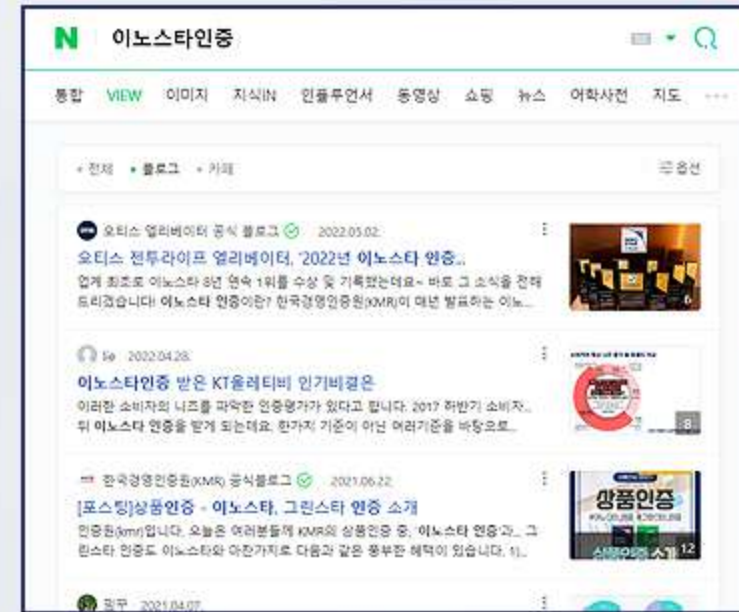 N 이노스타인증
통합 VIEW 이미지 지식iN 인플루언서 동영상 쇼핑 뉴스 어학사전 지도
전체 블로그 카페 옵션
오티스 엘리베이터 공식 블로그 2022.05.02.
오티스 전투라이프 엘리베이터, '2022년 이노스타 인증...
업계 최초로 이노스타 8년 연속 1위를 수상 및 기록했는데요~ 바로 그 소식을 전해
드리겠습니다! 이노스타 인증이란? 한국경영인증원(KMR)이 매년 발표하는 이노...
6
lie 2022.04.28.
이노스타인증 받은 KT올레티비 인기비결은
이러한 소비자의 니즈를 파악한 인증평가가 있다고 합니다. 2017 하반기 소비자...
뒤 이노스타 인증을 받게 되는데요. 한가지 기준이 아닌 여러기준을 바탕으로...
8
한국경영인증원(KMR) 공식블로그 2021.06.22.
[포스팅]상품인증 - 이노스타, 그린스타 인증 소개
인증원(kmr)입니다. 오늘은 여러분들께 KMR의 상품인증 중, '이노스타 인증'과... 그
린스타 인증도 이노스타와 마찬가지로 다음과 같은 풍부한 혜택이 있습니다. 1)...
상품인증
12
2021.04.07.